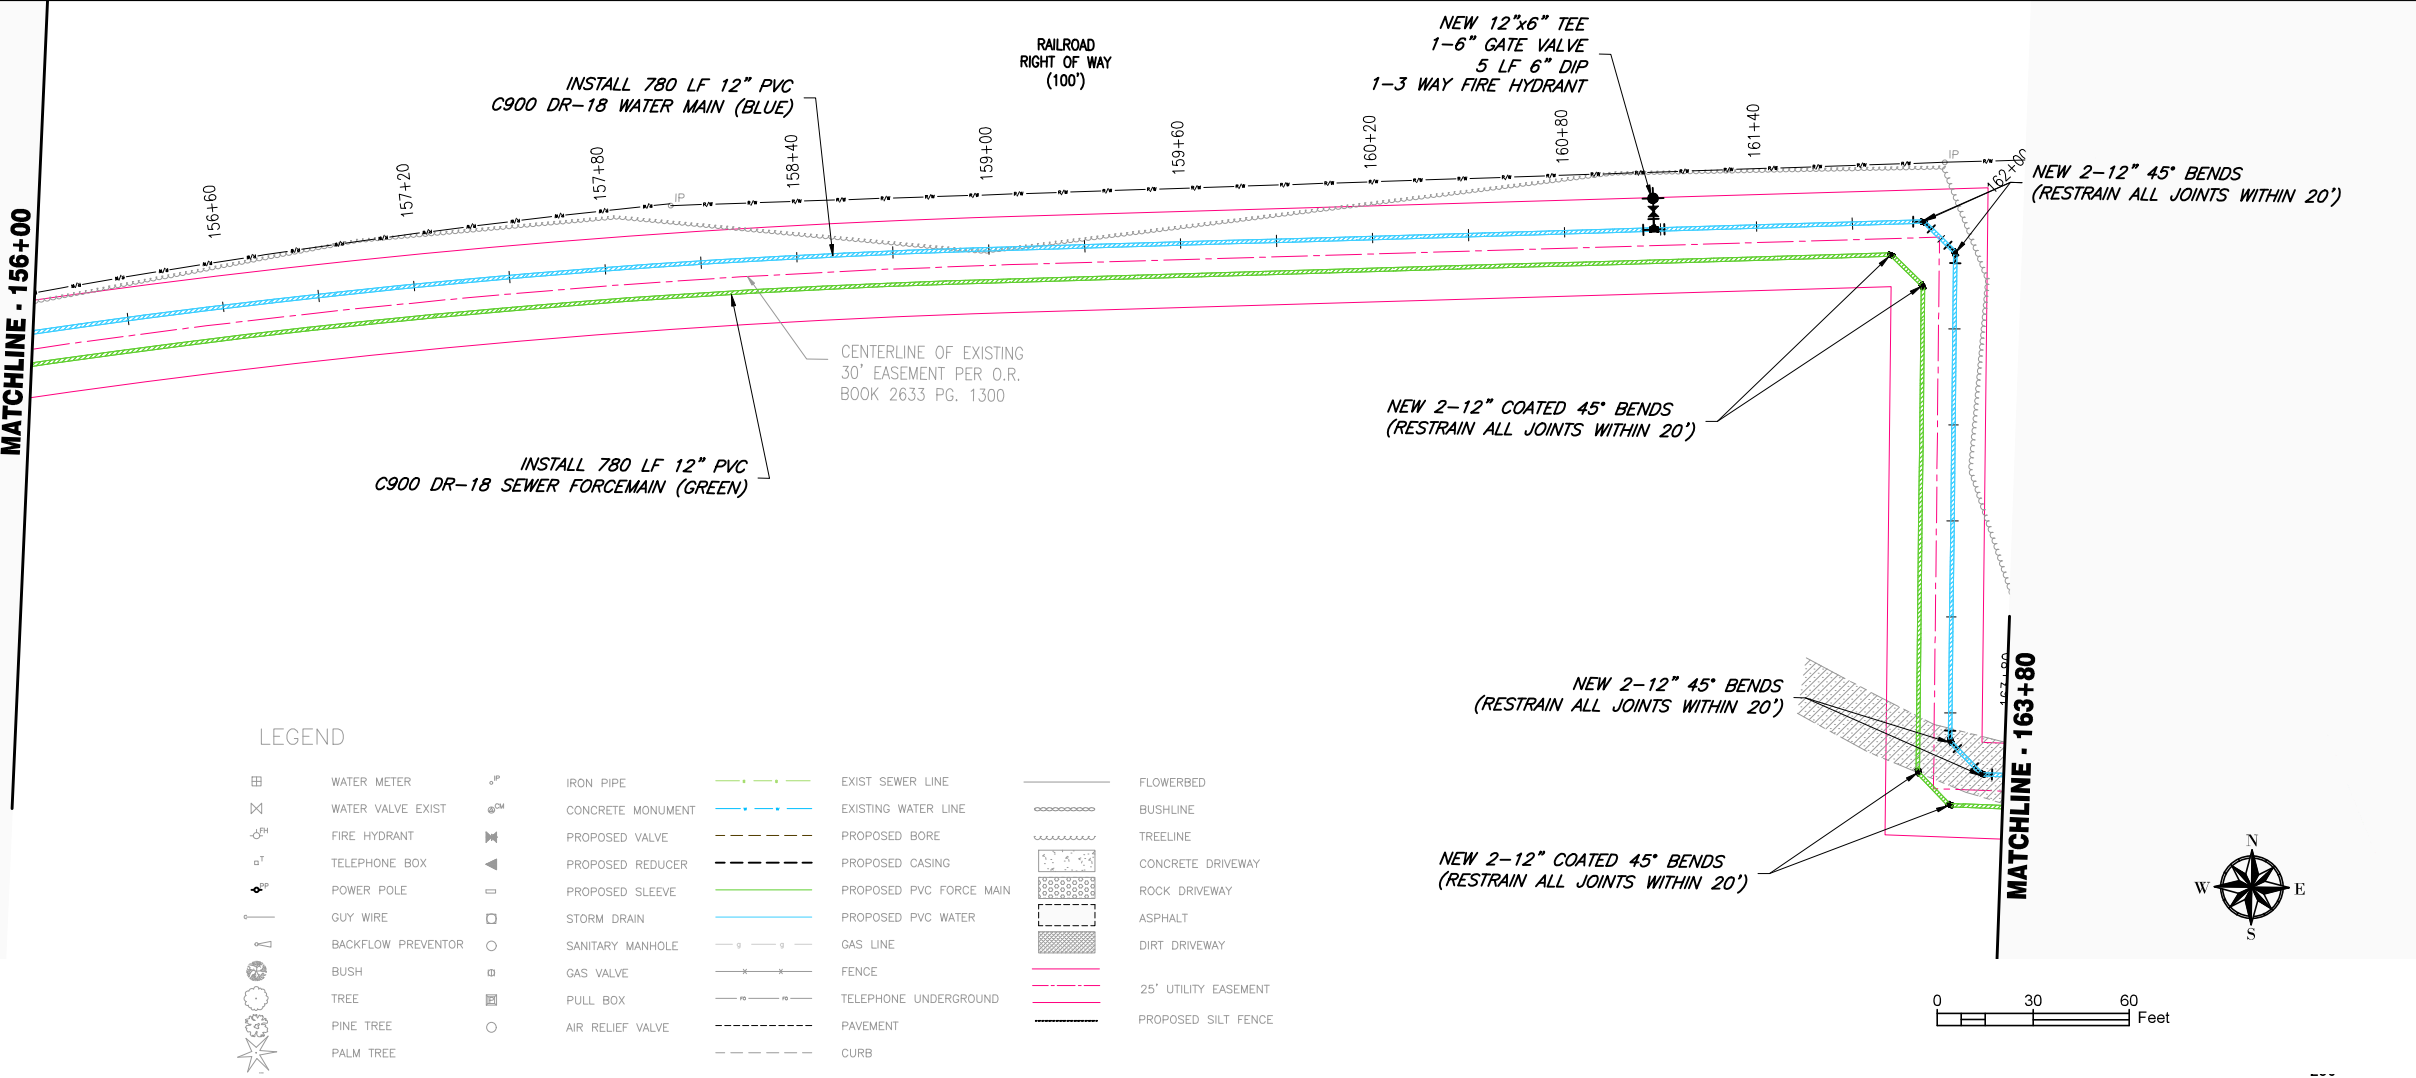 NEW 12"x6" TEE
1-6" GATE VALVE
5 LF 6" DIP
1-3 WAY FIRE HYDRANT
RAILROAD
RIGHT OF WAY
(100')
INSTALL 780 LF 12" PVC
C900 DR-18 WATER MAIN (BLUE)
156+60
157+20
157+80
158+40
159+00
159+60
160+20
160+80
161+40
IP
IP
R/W
NEW 2-12" 45° BENDS
(RESTRAIN ALL JOINTS WITHIN 20')
MATCHLINE - 156+00
CENTERLINE OF EXISTING
30' EASEMENT PER O.R.
BOOK 2633 PG. 1300
NEW 2-12" COATED 45° BENDS
(RESTRAIN ALL JOINTS WITHIN 20')
INSTALL 780 LF 12" PVC
C900 DR-18 SEWER FORCEMAIN (GREEN)
NEW 2-12" 45° BENDS
(RESTRAIN ALL JOINTS WITHIN 20')
MATCHLINE - 163+80
NEW 2-12" COATED 45° BENDS
(RESTRAIN ALL JOINTS WITHIN 20')
LEGEND
WATER METER
WATER VALVE EXIST
FH FIRE HYDRANT
T TELEPHONE BOX
PP POWER POLE
GUY WIRE
BACKFLOW PREVENTOR
BUSH
TREE
PINE TREE
PALM TREE
IP IRON PIPE
CM CONCRETE MONUMENT
PROPOSED VALVE
PROPOSED REDUCER
PROPOSED SLEEVE
STORM DRAIN
SANITARY MANHOLE
GAS VALVE
PULL BOX
AIR RELIEF VALVE
EXIST SEWER LINE
EXISTING WATER LINE
PROPOSED BORE
PROPOSED CASING
PROPOSED PVC FORCE MAIN
PROPOSED PVC WATER
g g GAS LINE
FENCE
TELEPHONE UNDERGROUND
PAVEMENT
CURB
FLOWERBED
BUSHLINE
TREELINE
CONCRETE DRIVEWAY
ROCK DRIVEWAY
ASPHALT
DIRT DRIVEWAY
25' UTILITY EASEMENT
PROPOSED SILT FENCE
N
W E
S
0 30 60
Feet